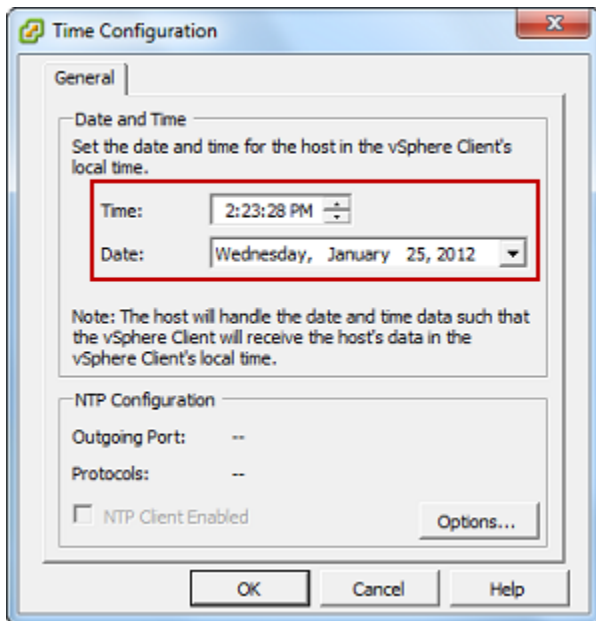 Time Configuration
General
Date and Time
Set the date and time for the host in the vSphere Client's
local time.
Time: 2:23:28 PM
Date: Wednesday, January 25, 2012
Note: The host will handle the date and time data such that
the vSphere Client will receive the host's data in the
vSphere Client's local time.
NTP Configuration
Outgoing Port: --
Protocols: --
NTP Client Enabled
Options...
OK Cancel Help